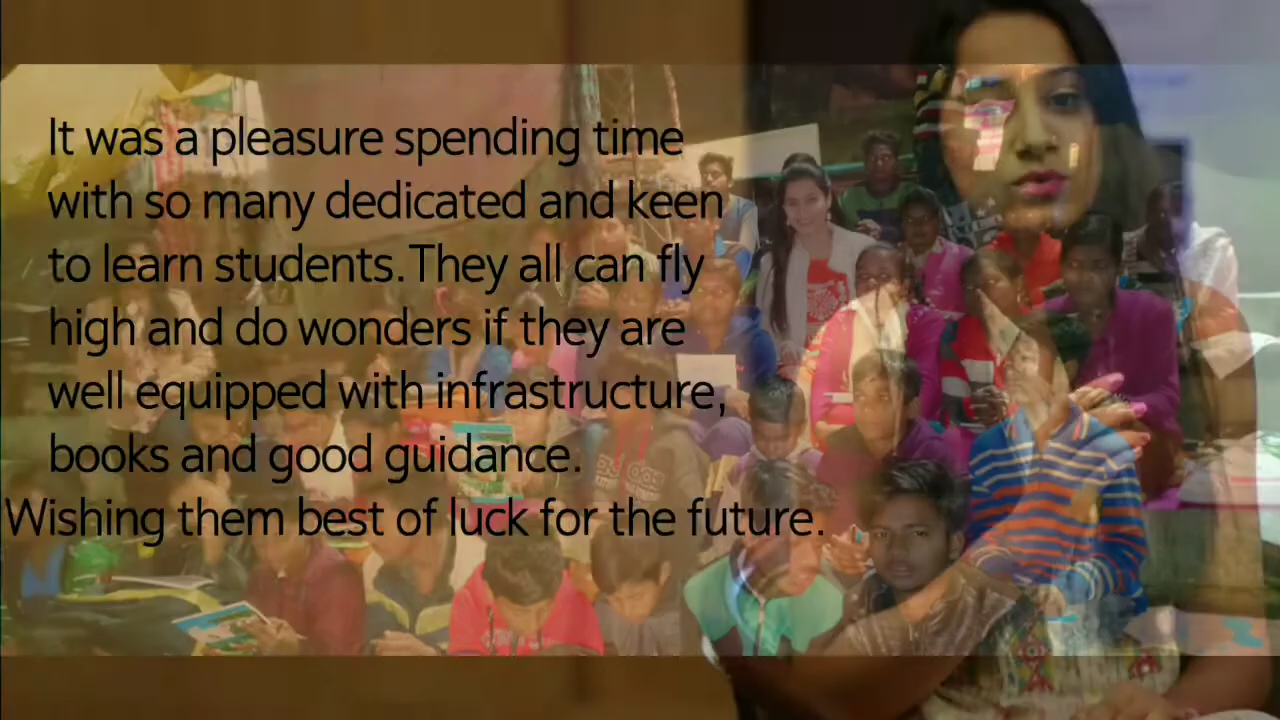 It was a pleasure spending time
with so many dedicated and keen
to learn students. They all can fly
high and do wonders if they are
well equipped with infrastructure,
books and good guidance.
Wishing them best of luck for the future.